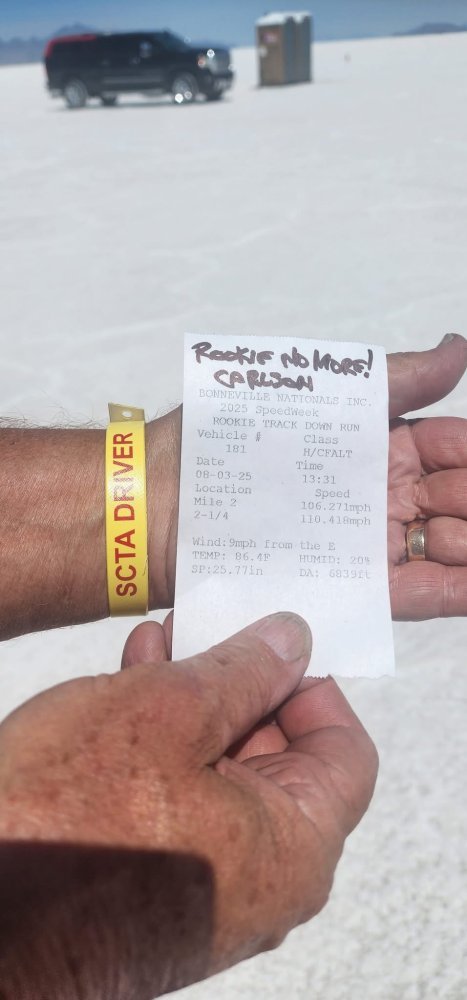 ROOKIE NO MORE!
CARLSON
BONNEVILLE NATIONALS INC.
2025 SpeedWeek
ROOKIE TRACK DOWN RUN
Vehicle # Class
181 H/CFALT
Date Time
08-03-25 13:31
Location Speed
Mile 2 106.271mph
2-1/4 110.418mph
Wind:9mph from the E
TEMP: 86.4F HUMID: 20%
SP:25.77in DA: 6839ft
SCTA DRIVER